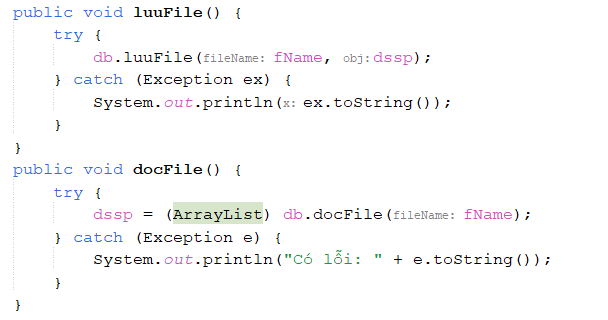 public void luuFile() {
    try {
        db.luuFile(fileName: fName, obj: dssp);
    } catch (Exception ex) {
        System.out.println(x: ex.toString());
    }
}
public void docFile() {
    try {
        dssp = (ArrayList) db.docFile(fileName: fName);
    } catch (Exception e) {
        System.out.println("Có lỗi: " + e.toString());
    }
}